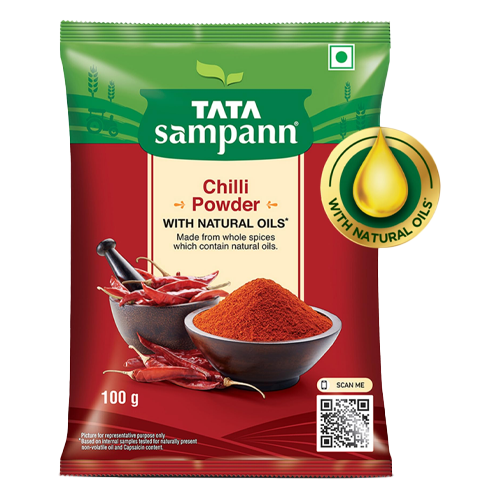 TATA
sampann®
Chilli
Powder
WITH NATURAL OILS*
Made from whole spices
which contain natural oils.
WITH NATURAL OILS*
100 g
SCAN ME
Picture for representative purpose only
*Based on internal samples tested for naturally present
non-volatile oil and Capsaicin content.